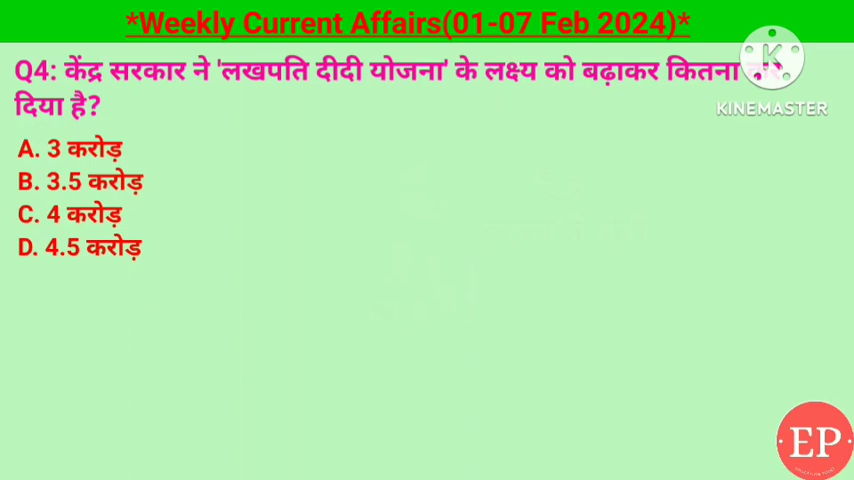 *Weekly Current Affairs(01-07 Feb 2024)*
Q4: केंद्र सरकार ने 'लखपति दीदी योजना' के लक्ष्य को बढ़ाकर कितना कर
दिया है?
KINEMASTER
A. 3 करोड़
B. 3.5 करोड़
C. 4 करोड़
D. 4.5 करोड़
EP